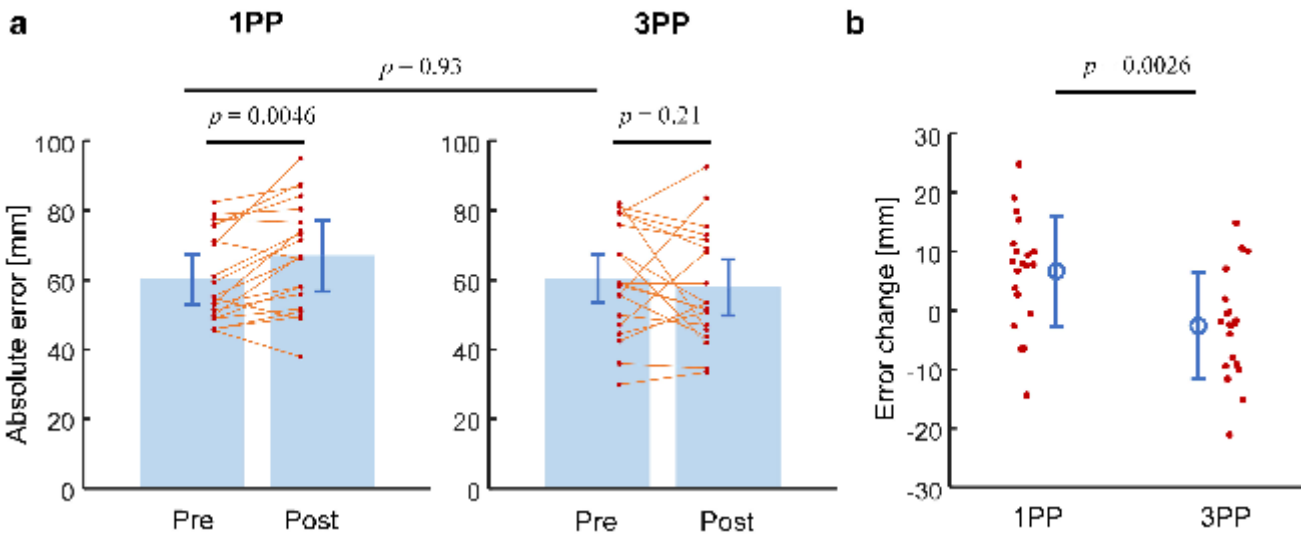 a
1PP
3PP
b
p = 0.93
p = 0.0046
p = 0.21
p 0.0026
Absolute error [mm]
100
80
60
40
20
0
Pre
Post
100
80
60
40
20
0
Pre
Post
Error change [mm]
30
20
10
0
-10
-20
-30
1PP
3PP